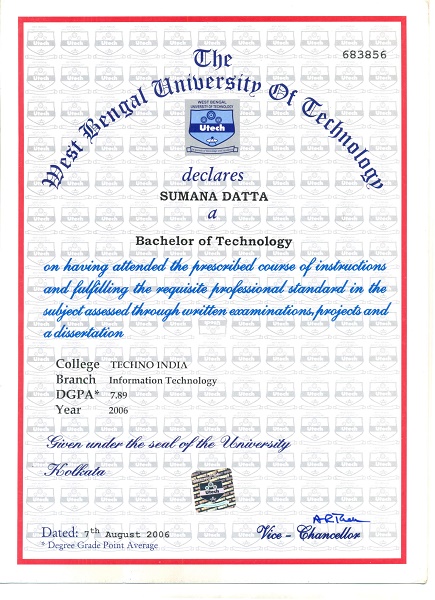 683856
The
West Bengal University Of Technology
WEST BENGAL
UNIVERSITY OF TECHNOLOGY
Utech
declares
SUMANA DATTA
a
Bachelor of Technology
on having attended the prescribed course of instructions
and fulfilling the requisite professional standard in the
subject assessed through written examinations, projects and
a dissertation
College TECHNO INDIA
Branch Information Technology
DGPA* 7.89
Year 2006
Given under the seal of the University
Kolkata
Utech
Dated: 7th August 2006
* Degree Grade Point Average
Vice - Chancellor